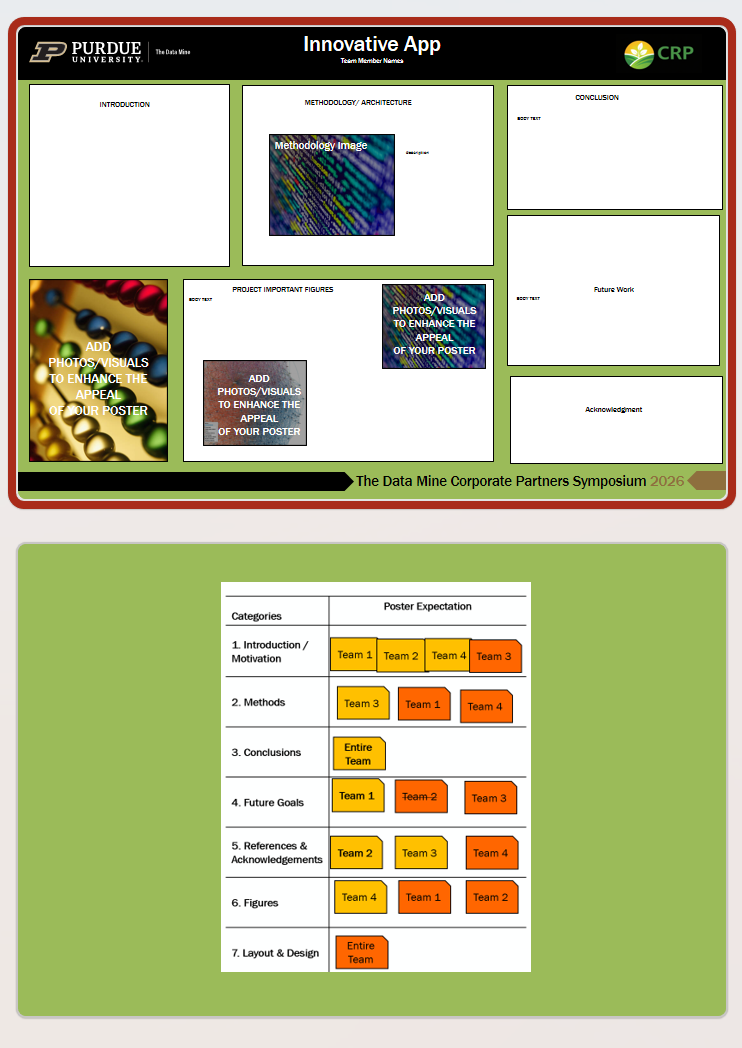 PURDUE
UNIVERSITY
The Data Mine
Innovative App
Team Member Names
CRP
INTRODUCTION
METHODOLOGY/ ARCHITECTURE
Methodology Image
Description
CONCLUSION
BODY TEXT
Future Work
BODY TEXT
ADD
PHOTOS/VISUALS
TO ENHANCE THE
APPEAL
OF YOUR POSTER
PROJECT IMPORTANT FIGURES
BODY TEXT
ADD
PHOTOS/VISUALS
TO ENHANCE THE
APPEAL
OF YOUR POSTER
ADD
PHOTOS/VISUALS
TO ENHANCE THE
APPEAL
OF YOUR POSTER
Acknowledgment
The Data Mine Corporate Partners Symposium 2026
Categories
Poster Expectation
1. Introduction /
Motivation
Team 1
Team 2
Team 4
Team 3
2. Methods
Team 3
Team 1
Team 4
3. Conclusions
Entire
Team
4. Future Goals
Team 1
Team 2
Team 3
5. References &
Acknowledgements
Team 2
Team 3
Team 4
6. Figures
Team 4
Team 1
Team 2
7. Layout & Design
Entire
Team